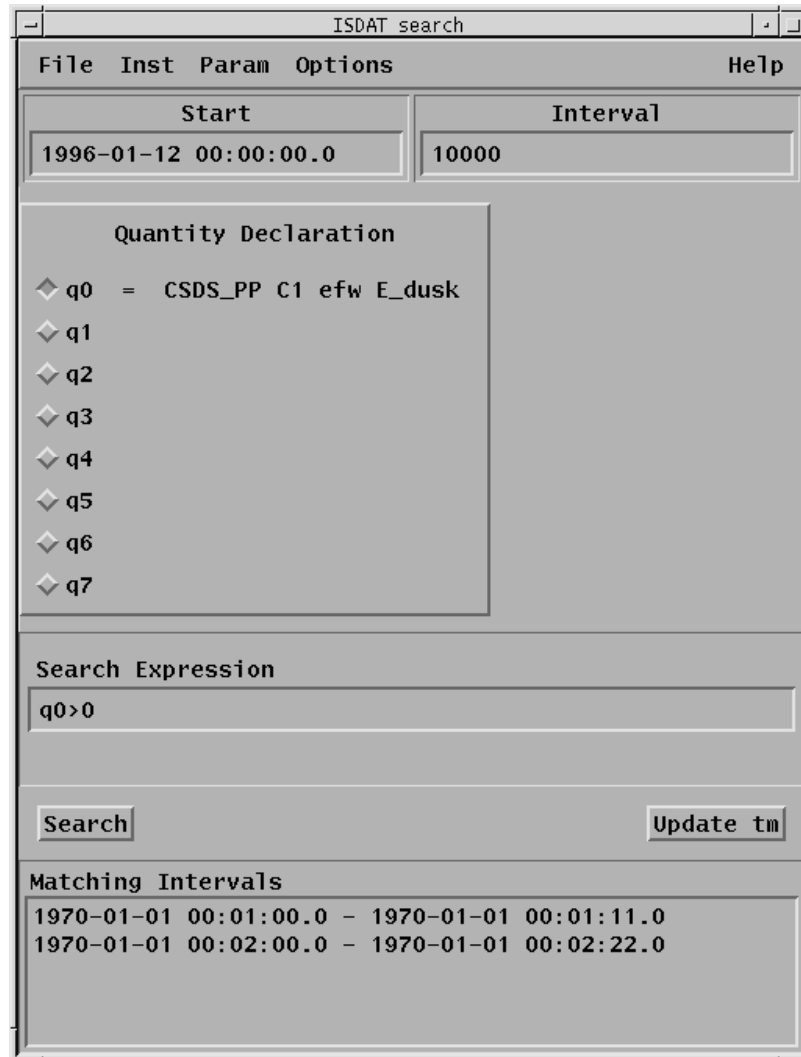 ISDAT search
File Inst Param Options Help
Start Interval
1996-01-12 00:00:00.0 10000
Quantity Declaration
q0 = CSDS_PP C1 efw E_dusk
q1
q2
q3
q4
q5
q6
q7
Search Expression
q0>0
Search Update tm
Matching Intervals
1970-01-01 00:01:00.0 - 1970-01-01 00:01:11.0
1970-01-01 00:02:00.0 - 1970-01-01 00:02:22.0